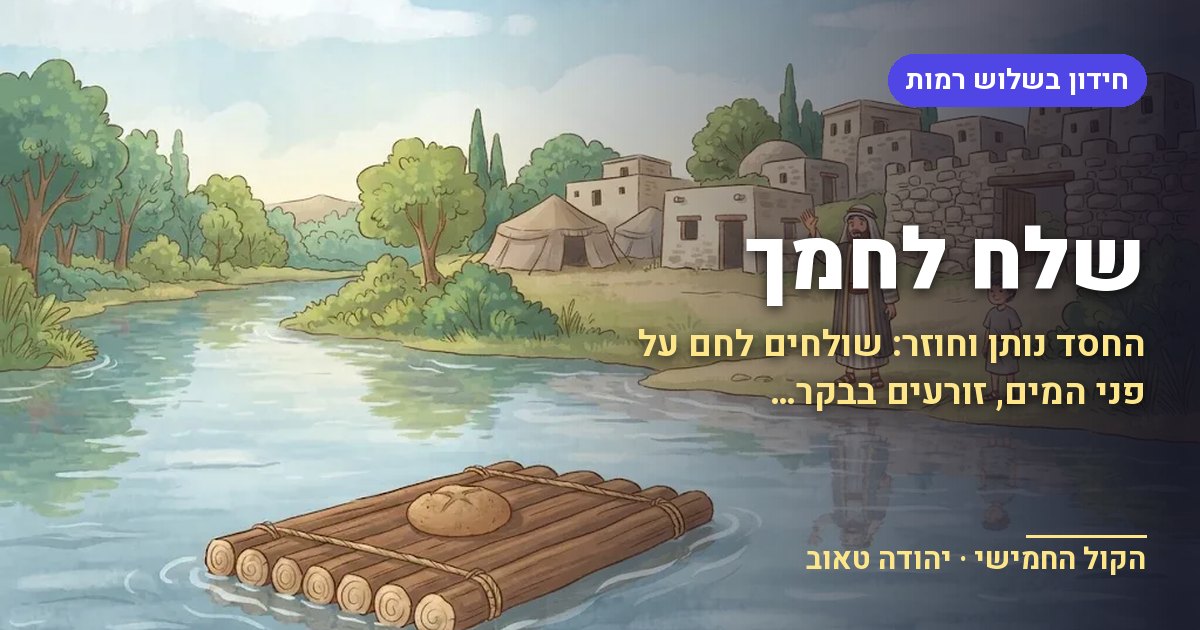 חידון בשלוש רמות
שלח לחמך
החסד נותן וחוזר: שולחים לחם על
פני המים, זורעים בבקר...
הקול החמישי · יהודה טאוב